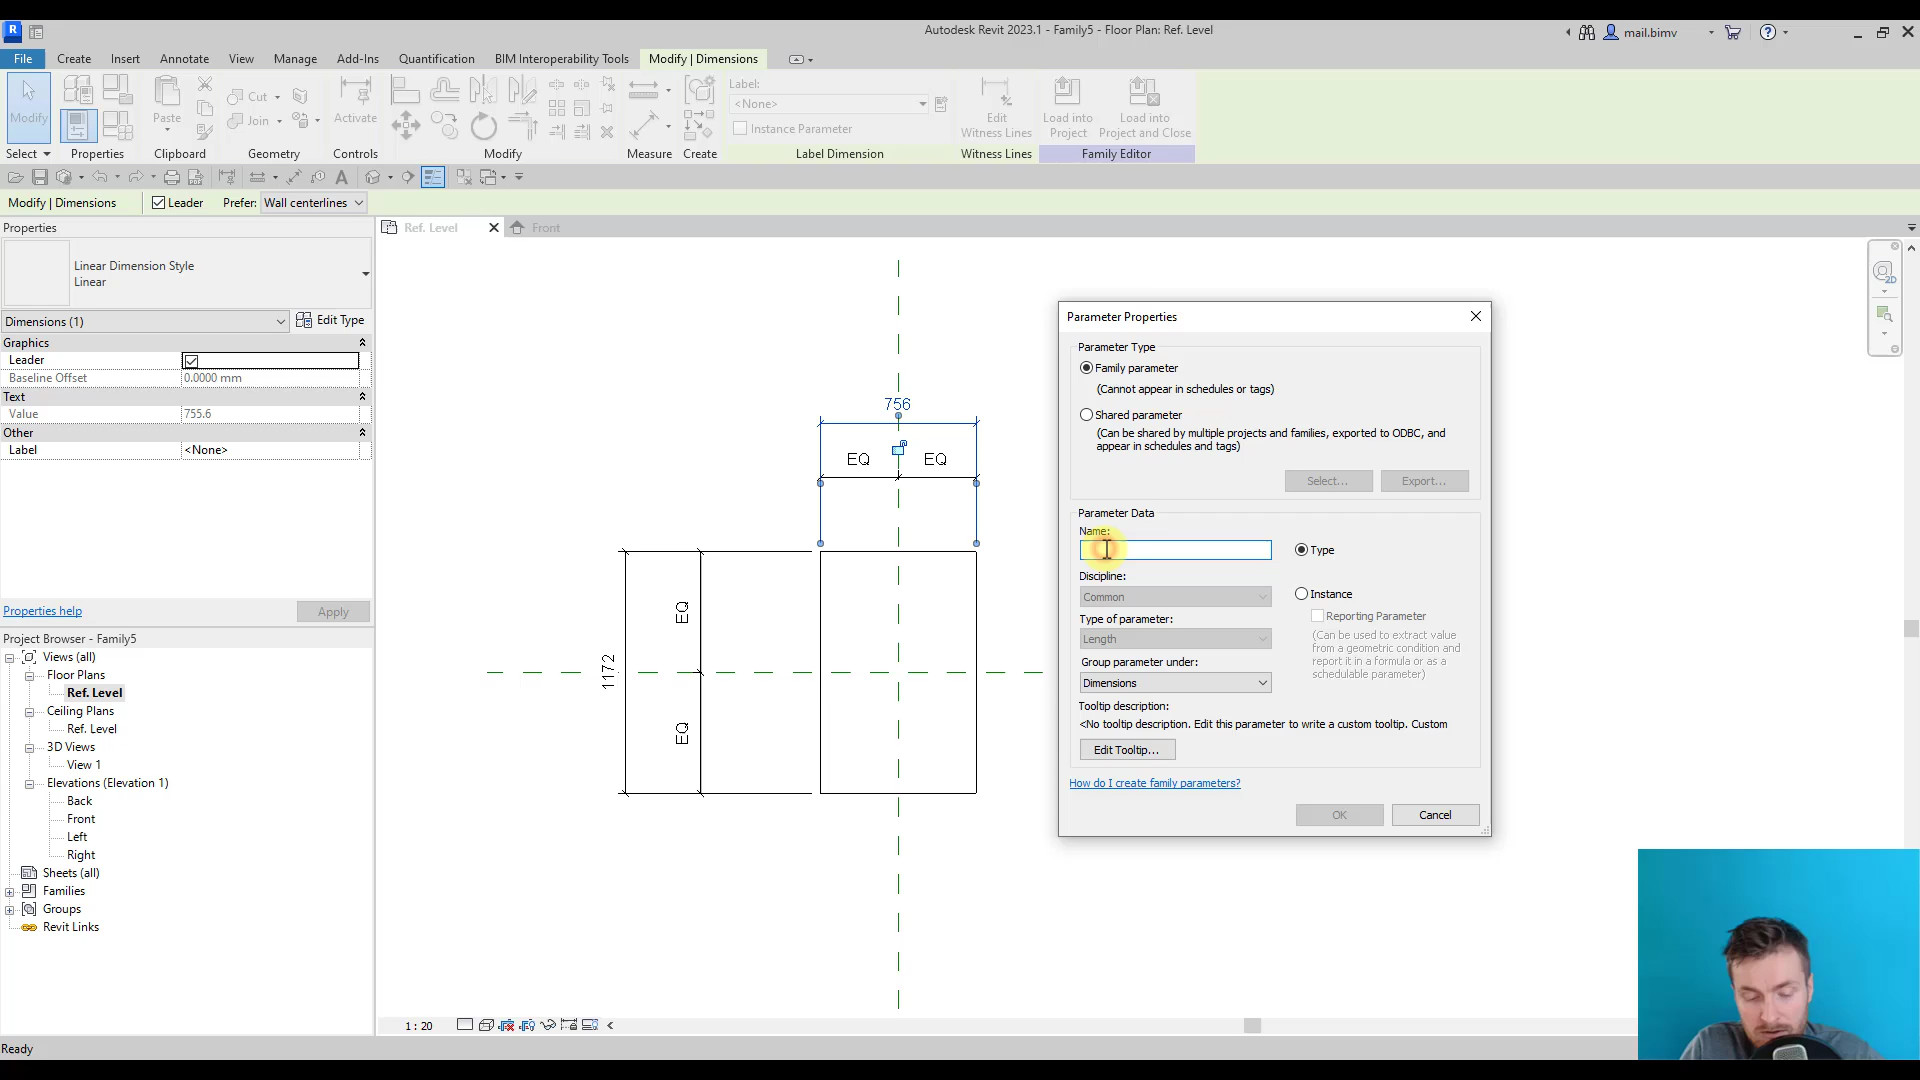 R
Autodesk Revit 2023.1 - Family5 - Floor Plan: Ref. Level
mail.bimv
File Create Insert Annotate View Manage Add-Ins Quantification BIM Interoperability Tools Modify | Dimensions
Modify
Paste
Cut
Join
Activate
Label:
<None>
Instance Parameter
Edit
Witness Lines
Load into
Project
Load into
Project and Close
Select Properties Clipboard Geometry Controls Modify Measure Create Label Dimension Witness Lines Family Editor
Modify | Dimensions Leader Prefer: Wall centerlines
Properties
Linear Dimension Style
Linear
Dimensions (1) Edit Type
Graphics
Leader
Baseline Offset 0.0000 mm
Text
Value 755.6
Other
Label <None>
Properties help Apply
Project Browser - Family5
Views (all)
Floor Plans
Ref. Level
Ceiling Plans
Ref. Level
3D Views
View 1
Elevations (Elevation 1)
Back
Front
Left
Right
Sheets (all)
Families
Groups
Revit Links
Ready
Ref. Level Front
2D
756
EQ EQ
1172
EQ
EQ
1 : 20
Parameter Properties
Parameter Type
Family parameter
(Cannot appear in schedules or tags)
Shared parameter
(Can be shared by multiple projects and families, exported to ODBC, and
appear in schedules and tags)
Select... Export...
Parameter Data
Name:
Type
Discipline:
Common
Instance
Type of parameter:
Reporting Parameter
Length
(Can be used to extract value
from a geometric condition and
report it in a formula or as a
schedulable parameter)
Group parameter under:
Dimensions
Tooltip description:
<No tooltip description. Edit this parameter to write a custom tooltip. Custom
Edit Tooltip...
How do I create family parameters?
OK Cancel